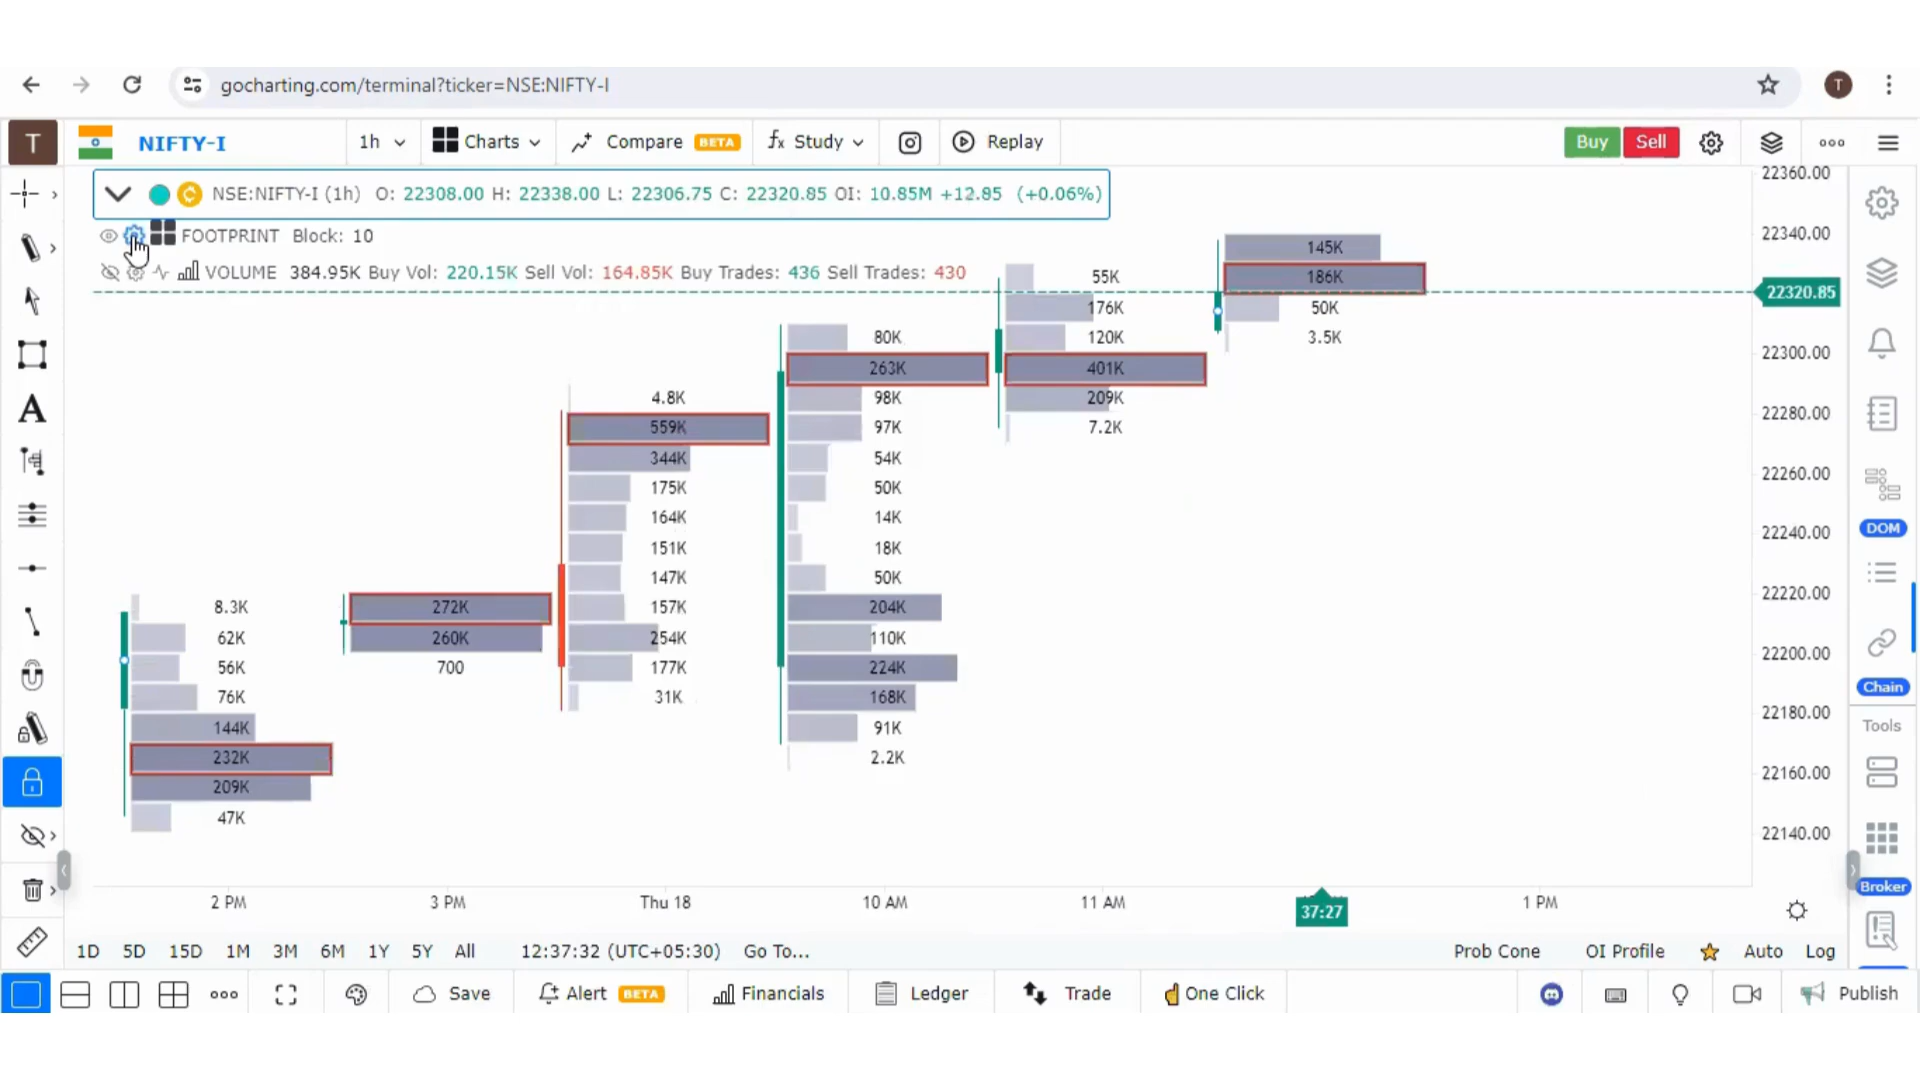 gocharting.com/terminal?ticker=NSE:NIFTY-I
T
T
NIFTY-I
1h
Charts
Compare BETA
fx Study
Replay
Buy
Sell
NSE:NIFTY-I (1h) O: 22308.00 H: 22338.00 L: 22306.75 C: 22320.85 OI: 10.85M +12.85 (+0.06%)
FOOTPRINT Block: 10
VOLUME 384.95K Buy Vol: 220.15K Sell Vol: 164.85K Buy Trades: 436 Sell Trades: 430
8.3K
62K
56K
76K
144K
232K
209K
47K
272K
260K
700
4.8K
559K
344K
175K
164K
151K
147K
157K
254K
177K
31K
80K
263K
98K
97K
54K
50K
14K
18K
50K
204K
110K
224K
168K
91K
2.2K
55K
176K
120K
401K
209K
7.2K
145K
186K
50K
3.5K
22360.00
22340.00
22320.85
22300.00
22280.00
22260.00
22240.00
22220.00
22200.00
22180.00
22160.00
22140.00
A
DOM
Chain
Tools
Broker
2 PM
3 PM
Thu 18
10 AM
11 AM
37:27
1 PM
1D 5D 15D 1M 3M 6M 1Y 5Y All 12:37:32 (UTC+05:30) Go To...
Prob Cone OI Profile Auto Log
Save
Alert BETA
Financials
Ledger
Trade
One Click
Publish